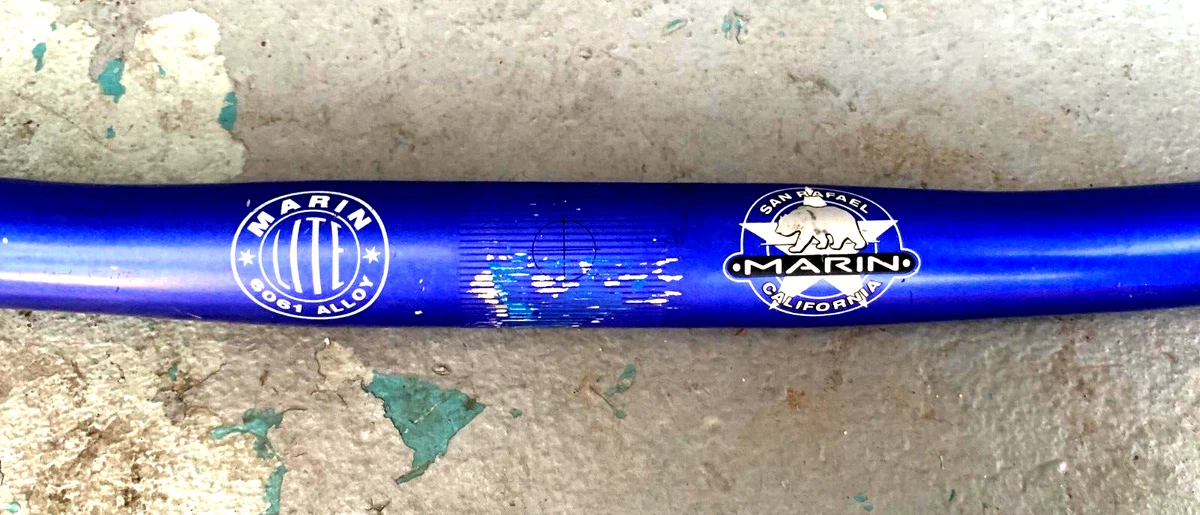 MARIN
LITE
6061 ALLOY
SAN RAFAEL
MARIN
CALIFORNIA